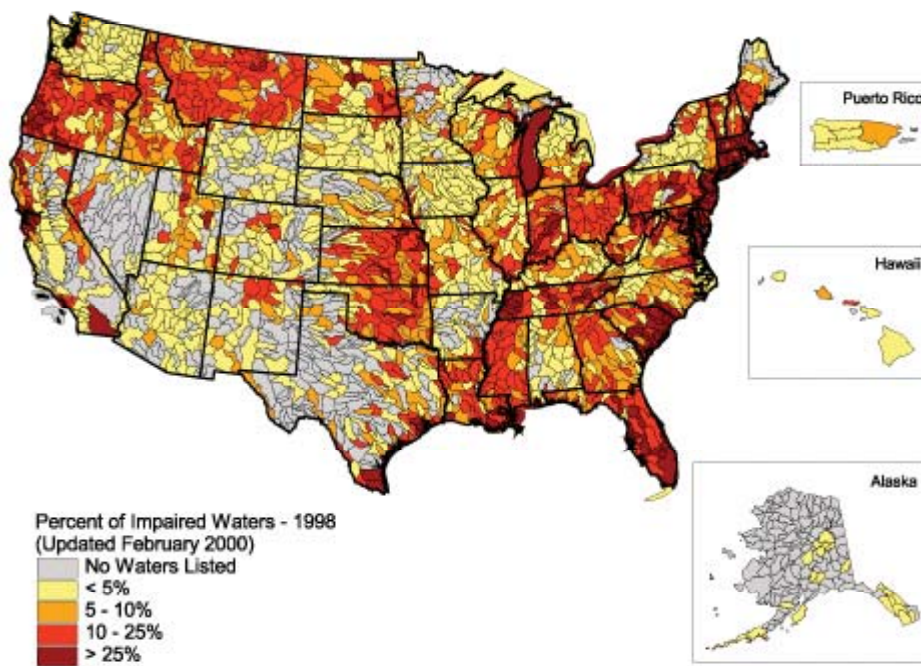 Puerto Rico
Hawaii
Alaska
Percent of Impaired Waters - 1998
(Updated February 2000)
No Waters Listed
< 5%
5 - 10%
10 - 25%
> 25%